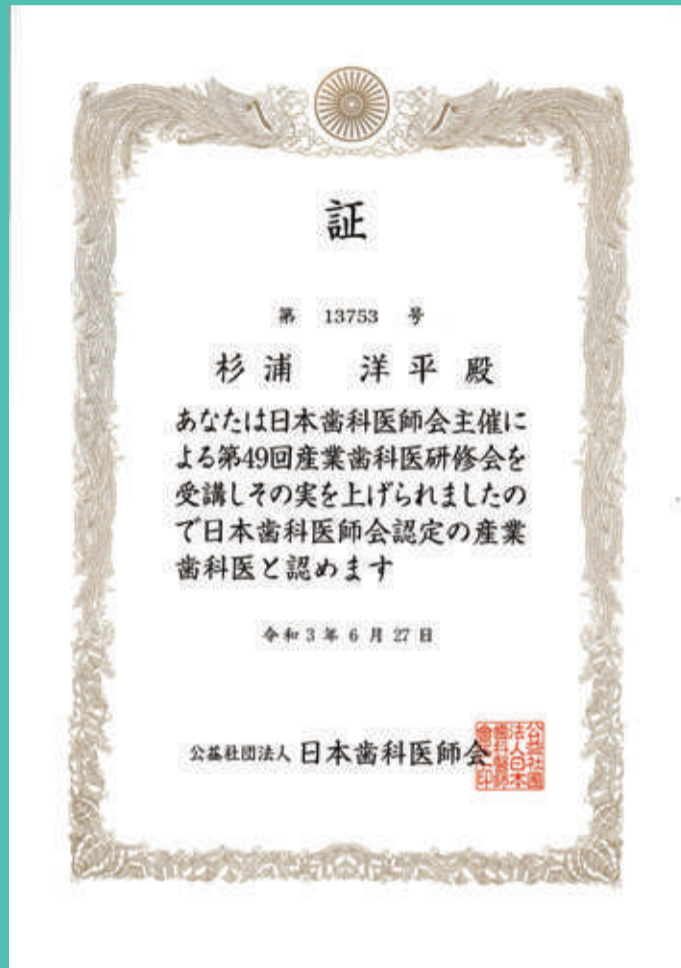 証
第 13753 号
杉浦 洋平 殿
あなたは日本歯科医師会主催に
よる第49回産業歯科医研修会を
受講しその実を上げられましたの
で日本歯科医師会認定の産業
歯科医と認めます
令和3年6月27日
公益社団法人 日本歯科医師会